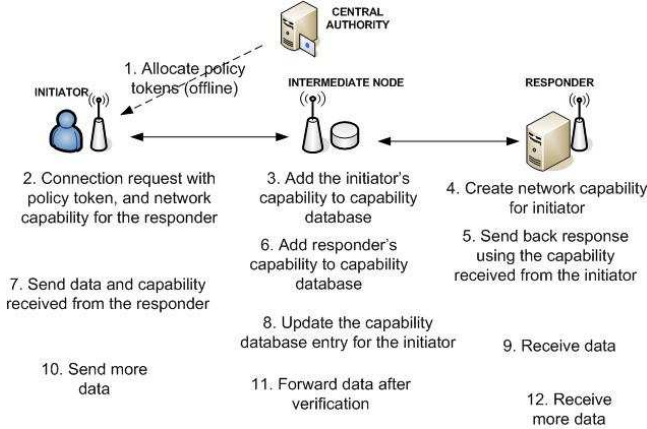 CENTRAL
AUTHORITY
1. Allocate policy
tokens (offline)
INITIATOR
INTERMEDIATE NODE
RESPONDER
2. Connection request with
policy token, and network
capability for the responder
3. Add the initiator's
capability to capability
database
4. Create network capability
for initiator
5. Send back response
using the capability
received from the initiator
6. Add responder's
capability to capability
database
7. Send data and capability
received from the responder
8. Update the capability
database entry for the initiator
9. Receive data
10. Send more
data
11. Forward data after
verification
12. Receive
more data